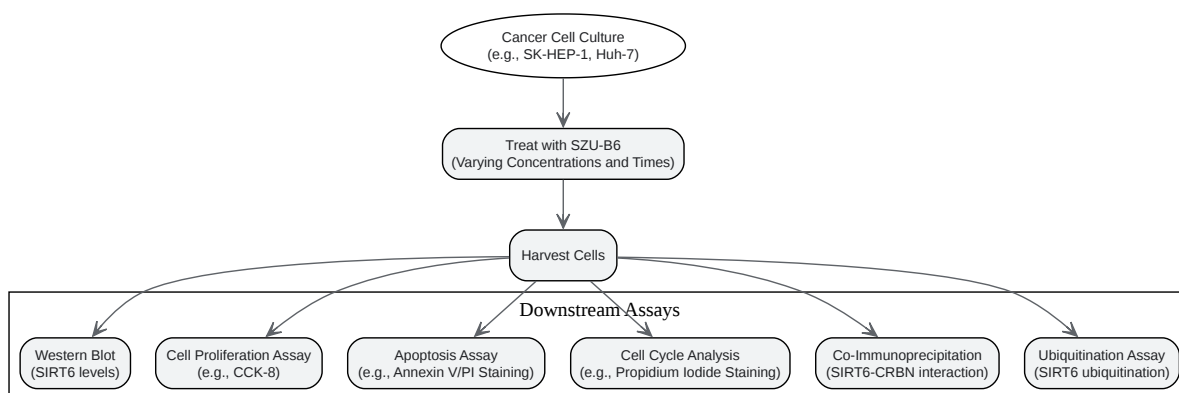 Cancer Cell Culture
(e.g., SK-HEP-1, Huh-7)
Treat with SZU-B6
(Varying Concentrations and Times)
Harvest Cells
Downstream Assays
Western Blot
(SIRT6 levels)
Cell Proliferation Assay
(e.g., CCK-8)
Apoptosis Assay
(e.g., Annexin V/PI Staining)
Cell Cycle Analysis
(e.g., Propidium Iodide Staining)
Co-Immunoprecipitation
(SIRT6-CRBN interaction)
Ubiquitination Assay
(SIRT6 ubiquitination)